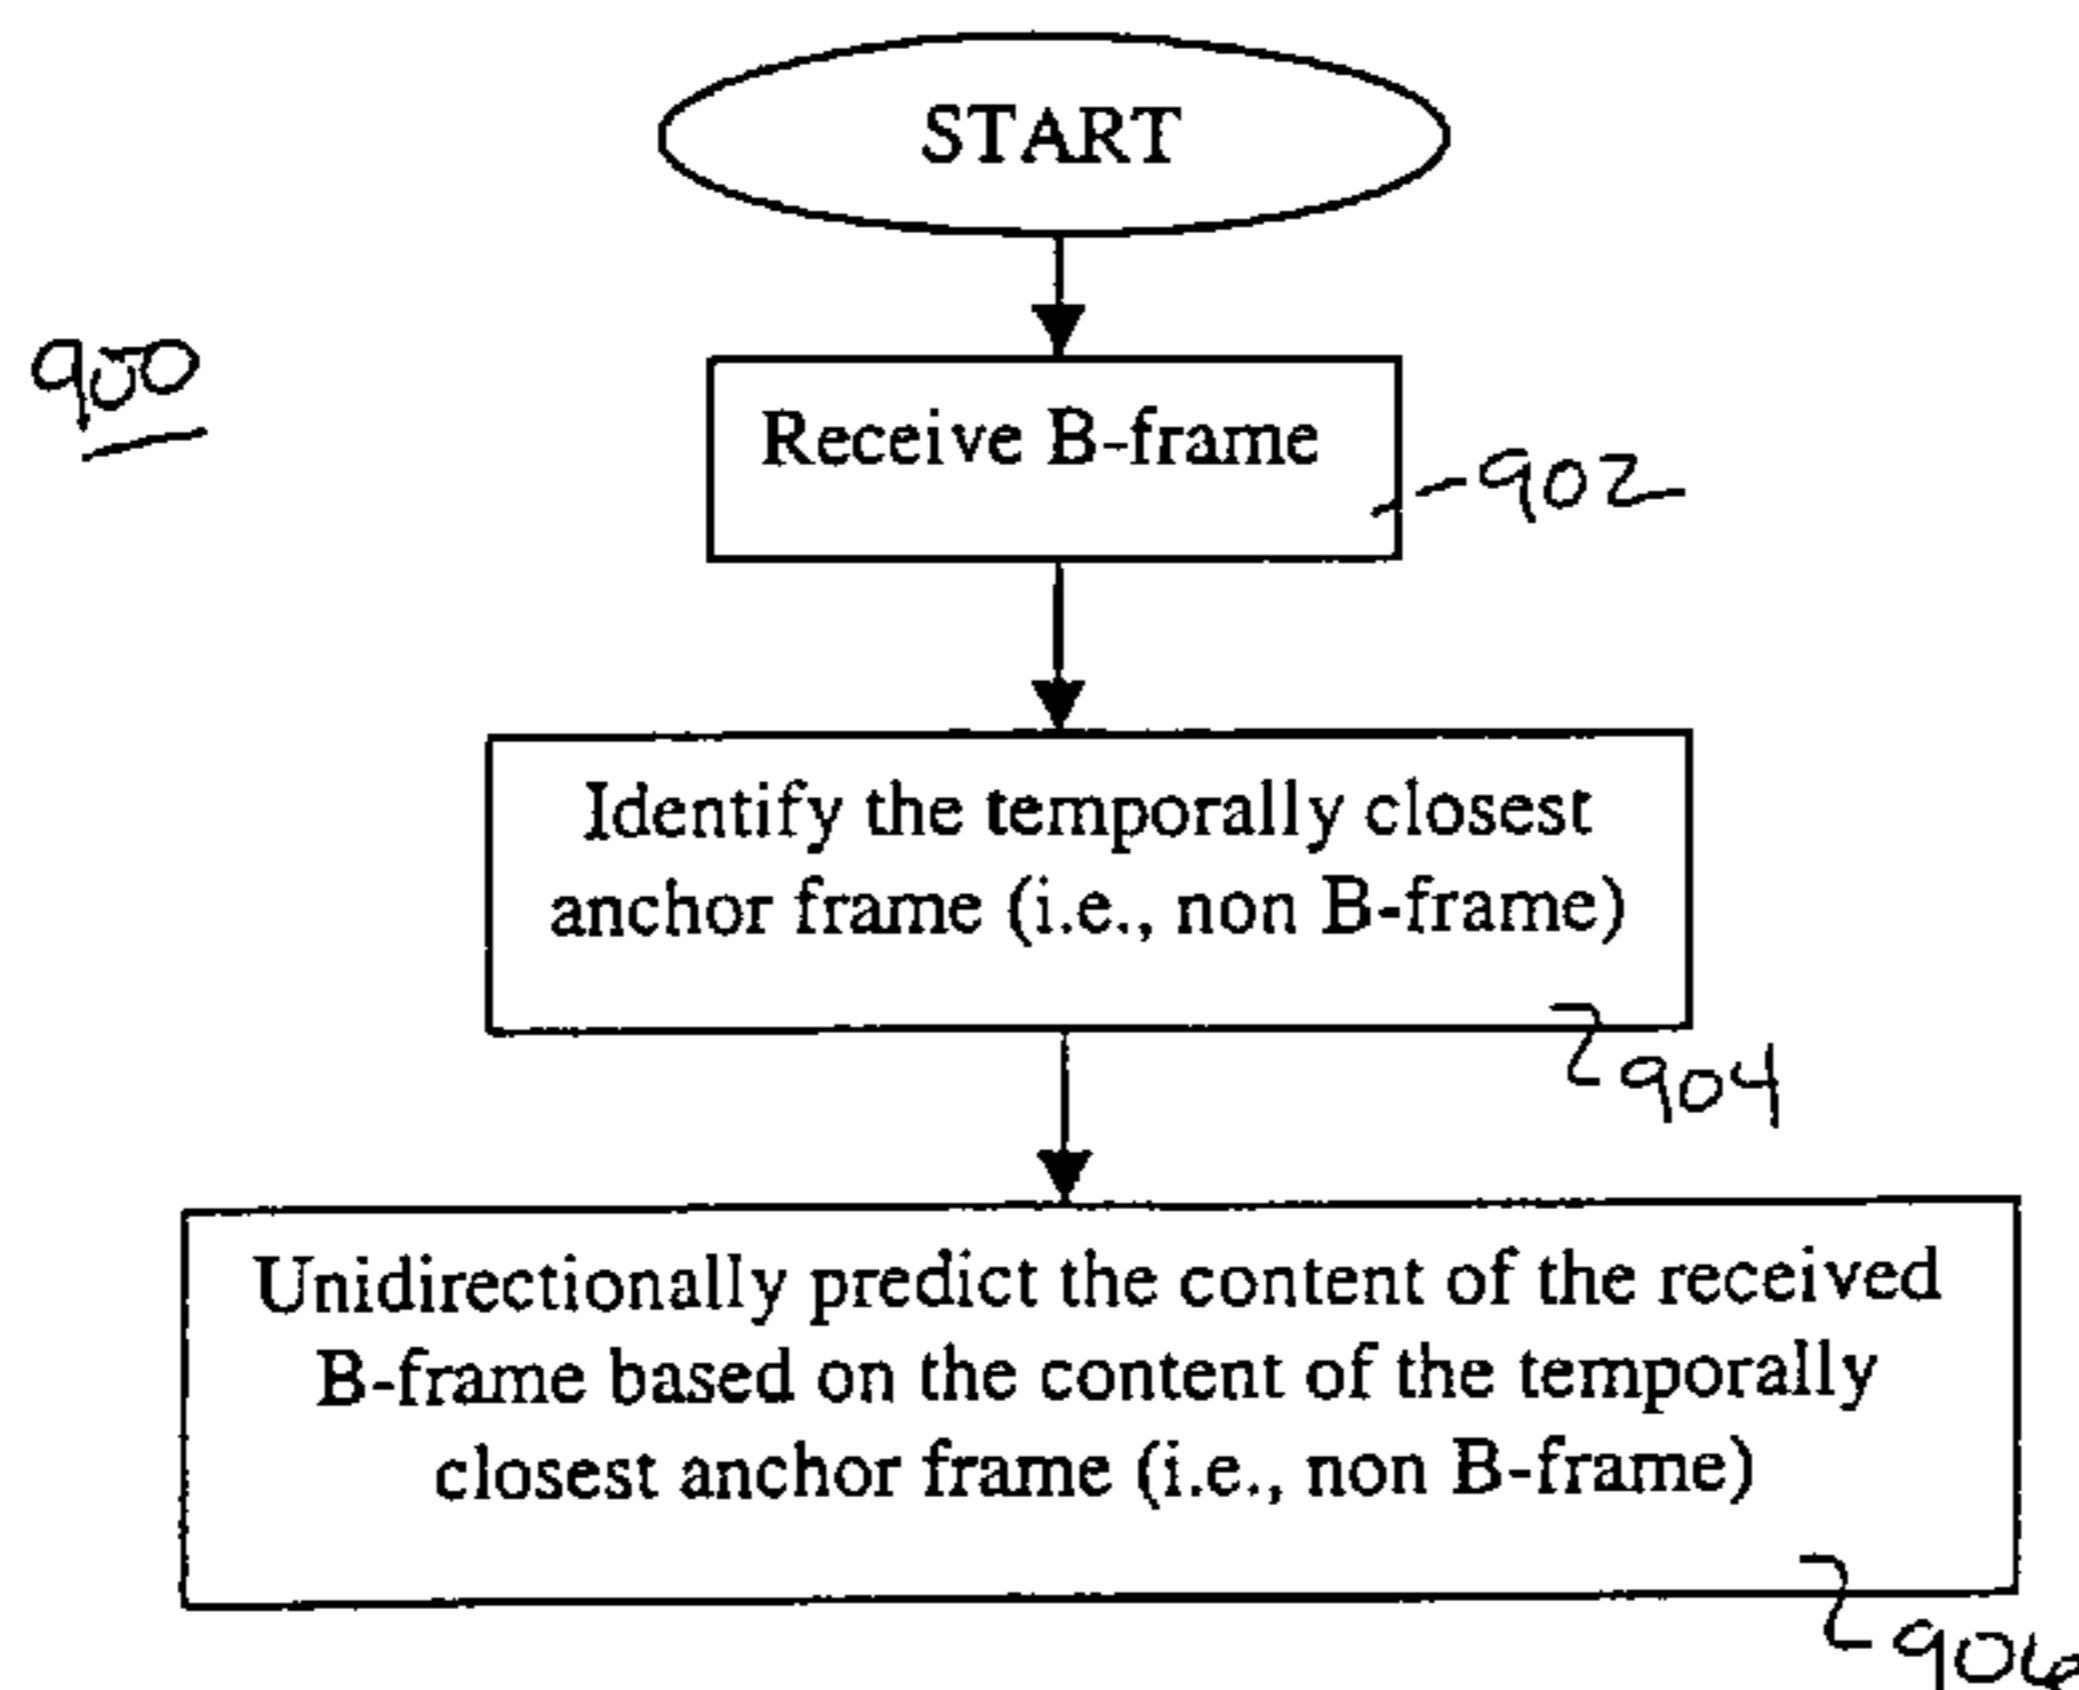 START
900
Receive B-frame
902
Identify the temporally closest
anchor frame (i.e., non B-frame)
904
Unidirectionally predict the content of the received
B-frame based on the content of the temporally
closest anchor frame (i.e., non B-frame)
906